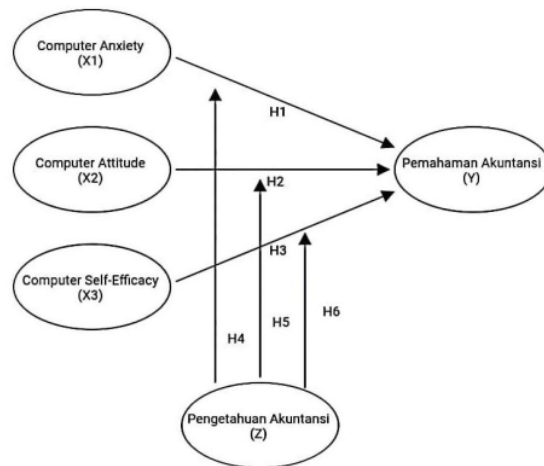 Computer Anxiety
(X1)
H1
Computer Attitude
(X2)
H2
Pemahaman Akuntansi
(Y)
H3
Computer Self-Efficacy
(X3)
H4
H5
H6
Pengetahuan Akuntansi
(Z)